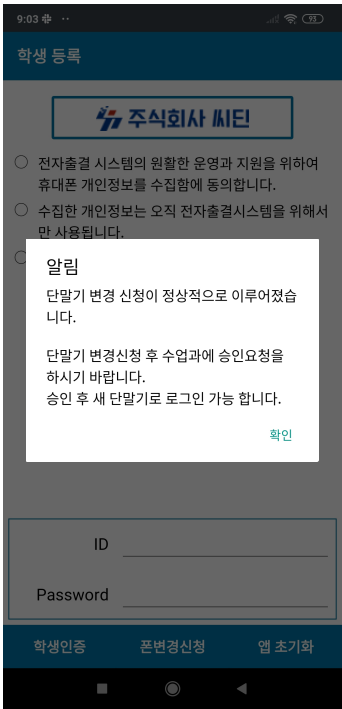 9:03
93
학생 등록
주식회사 씨딘
전자출결 시스템의 원활한 운영과 지원을 위하여
휴대폰 개인정보를 수집함에 동의합니다.
수집한 개인정보는 오직 전자출결시스템을 위해서
만 사용됩니다.
알림
단말기 변경 신청이 정상적으로 이루어졌습
니다.
단말기 변경신청 후 수업과에 승인요청을
하시기 바랍니다.
승인 후 새 단말기로 로그인 가능 합니다.
확인
ID
Password
학생인증 폰변경신청 앱 초기화